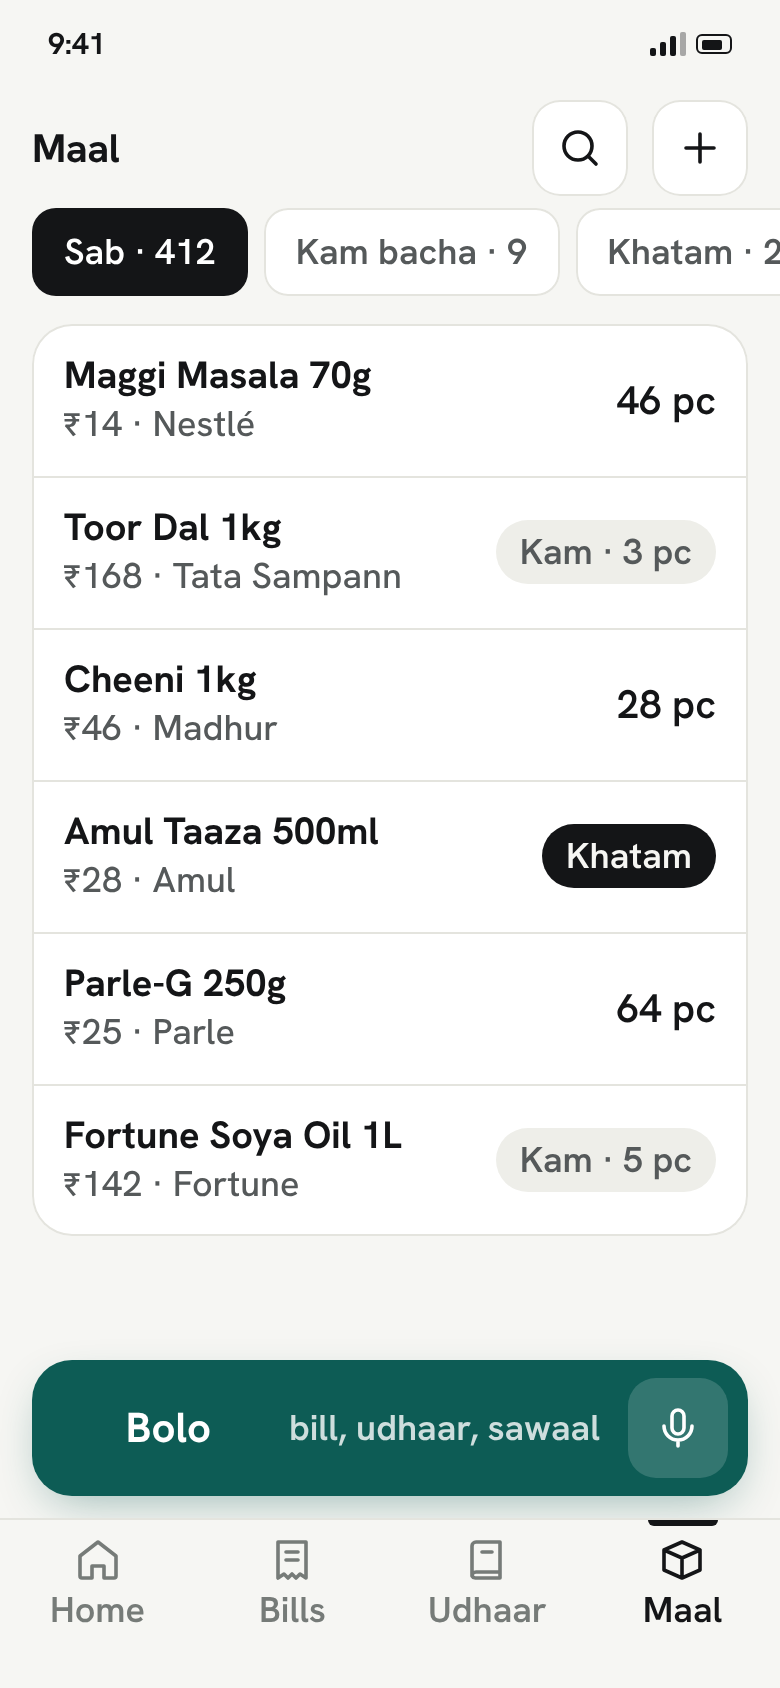 9:41
Maal
Sab · 412
Kam bacha · 9
Khatam · 2
Maggi Masala 70g
₹14 · Nestlé
46 pc
Toor Dal 1kg
₹168 · Tata Sampann
Kam · 3 pc
Cheeni 1kg
₹46 · Madhur
28 pc
Amul Taaza 500ml
₹28 · Amul
Khatam
Parle-G 250g
₹25 · Parle
64 pc
Fortune Soya Oil 1L
₹142 · Fortune
Kam · 5 pc
Bolo bill, udhaar, sawaal
Home Bills Udhaar Maal